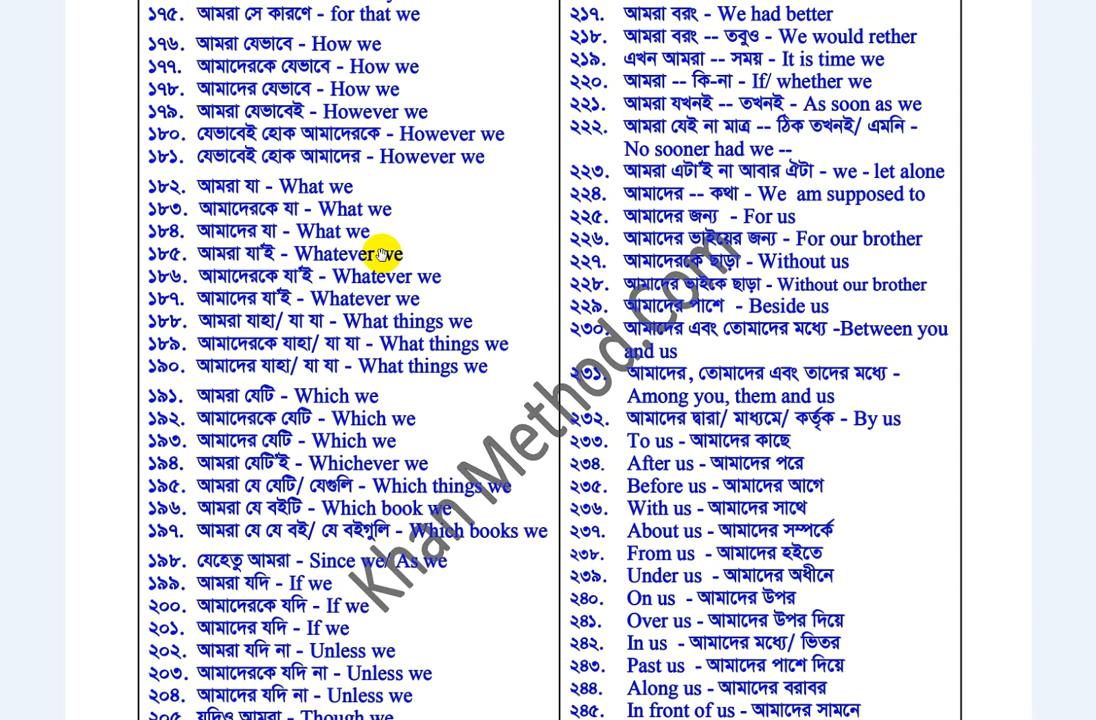 ১৭৫. আমরা সে কারণে - for that we
১৭৬. আমরা যেভাবে - How we
১৭৭. আমাদেরকে যেভাবে - How we
১৭৮. আমাদের যেভাবে - How we
১৭৯. আমরা যেভাবেই - However we
১৮০. যেভাবেই হোক আমাদেরকে - However we
১৮১. যেভাবেই হোক আমাদের - However we
১৮২. আমরা যা - What we
১৮৩. আমাদেরকে যা - What we
১৮৪. আমাদের যা - What we
১৮৫. আমরা যা'ই - Whatever we
১৮৬. আমাদেরকে যা'ই - Whatever we
১৮৭. আমাদের যা'ই - Whatever we
১৮৮. আমরা যাহা/ যা যা - What things we
১৮৯. আমাদেরকে যাহা/ যা যা - What things we
১৯০. আমাদের যাহা/ যা যা - What things we
১৯১. আমরা যেটি - Which we
১৯২. আমাদেরকে যেটি - Which we
১৯৩. আমাদের যেটি - Which we
১৯৪. আমরা যেটি'ই - Whichever we
১৯৫. আমরা যে যেটি/ যেগুলি - Which things we
১৯৬. আমরা যে বইটি - Which book we
১৯৭. আমরা যে যে বই/ যে বইগুলি - Which books we
১৯৮. যেহেতু আমরা - Since we/ As we
১৯৯. আমরা যদি - If we
২০০. আমাদেরকে যদি - If we
২০১. আমাদের যদি - If we
২০২. আমরা যদি না - Unless we
২০৩. আমাদেরকে যদি না - Unless we
২০৪. আমাদের যদি না - Unless we
২০৫. যদিও আমরা - Though we
২১৭. আমরা বরং - We had better
২১৮. আমরা বরং -- তবুও - We would rether
২১৯. এখন আমরা -- সময় - It is time we
২২০. আমরা -- কি-না - If/ whether we
২২১. আমরা যখনই -- তখনই - As soon as we
২২২. আমরা যেই না মাত্র -- ঠিক তখনই/ এমনি -
No sooner had we --
২২৩. আমরা এটা'ই না আবার ঐটা - we - let alone
২২৪. আমাদের -- কথা - We am supposed to
২২৫. আমাদের জন্য - For us
২২৬. আমাদের ভাইয়ের জন্য - For our brother
২২৭. আমাদেরকে ছাড়া - Without us
২২৮. আমাদের ভাইকে ছাড়া - Without our brother
২২৯. আমাদের পাশে - Beside us
২৩০. আমাদের এবং তোমাদের মধ্যে -Between you
and us
২৩১. আমাদের, তোমাদের এবং তাদের মধ্যে -
Among you, them and us
২৩২. আমাদের দ্বারা/ মাধ্যমে/ কর্তৃক - By us
২৩৩. To us - আমাদের কাছে
২৩৪. After us - আমাদের পরে
২৩৫. Before us - আমাদের আগে
২৩৬. With us - আমাদের সাথে
২৩৭. About us - আমাদের সম্পর্কে
২৩৮. From us - আমাদের হইতে
২৩৯. Under us - আমাদের অধীনে
২৪০. On us - আমাদের উপর
২৪১. Over us - আমাদের উপর দিয়ে
২৪২. In us - আমাদের মধ্যে/ ভিতর
২৪৩. Past us - আমাদের পাশে দিয়ে
২৪৪. Along us - আমাদের বরাবর
২৪৫. In front of us - আমাদের সামনে
Khan Method.Com